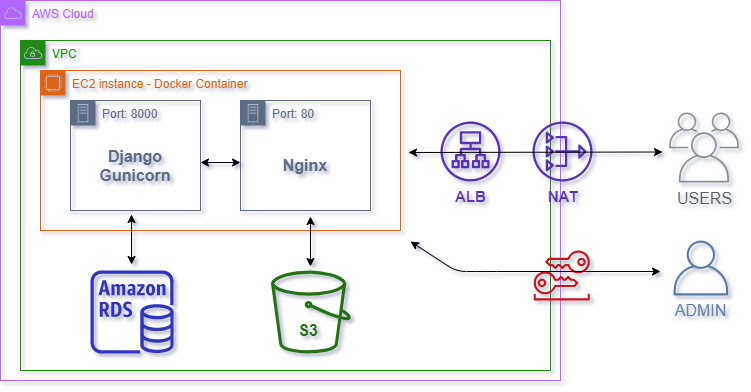 AWS Cloud
VPC
EC2 instance - Docker Container
Port: 8000
Port: 80
Django
Gunicorn
Nginx
ALB
NAT
USERS
Amazon
RDS
S3
ADMIN